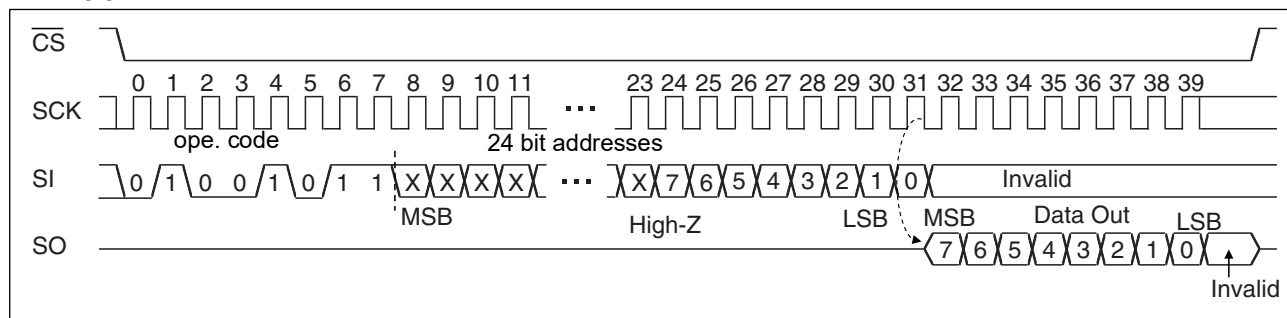 CS
0 1 2 3 4 5 6 7 8 9 10 11 23 24 25 26 27 28 29 30 31 32 33 34 35 36 37 38 39
SCK ••• 
ope. code 24 bit addresses
SI 0 1 0 0 1 0 1 1 X X X X ••• X 7 6 5 4 3 2 1 0 Invalid
MSB High-Z LSB MSB Data Out LSB
SO 7 6 5 4 3 2 1 0
Invalid